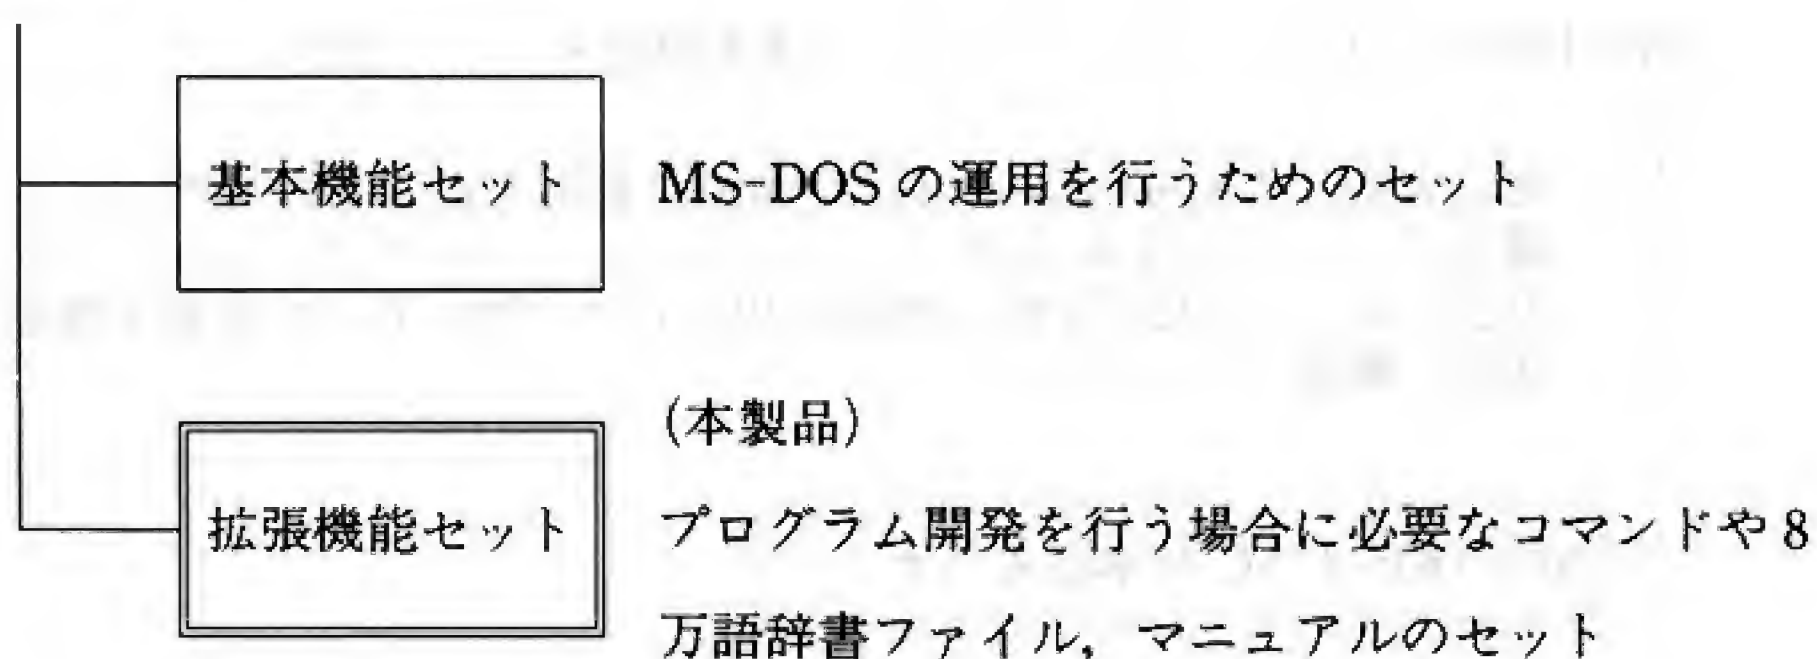 基本機能セット MS-DOSの運用を行うためのセット
(本製品)
拡張機能セット プログラム開発を行う場合に必要なコマンドや8
万語辞書ファイル，マニュアルのセット